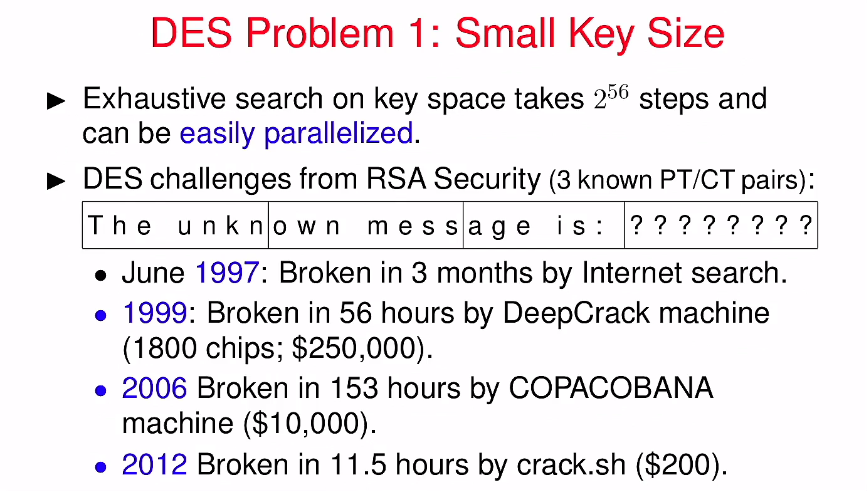 DES Problem 1: Small Key Size
▶ Exhaustive search on key space takes 2^56 steps and
can be easily parallelized.
▶ DES challenges from RSA Security (3 known PT/CT pairs):
T h e   u n k n | o w n   m e s s | a g e   i s : | ? ? ? ? ? ? ? ?
• June 1997: Broken in 3 months by Internet search.
• 1999: Broken in 56 hours by DeepCrack machine
(1800 chips; $250,000).
• 2006 Broken in 153 hours by COPACOBANA
machine ($10,000).
• 2012 Broken in 11.5 hours by crack.sh ($200).